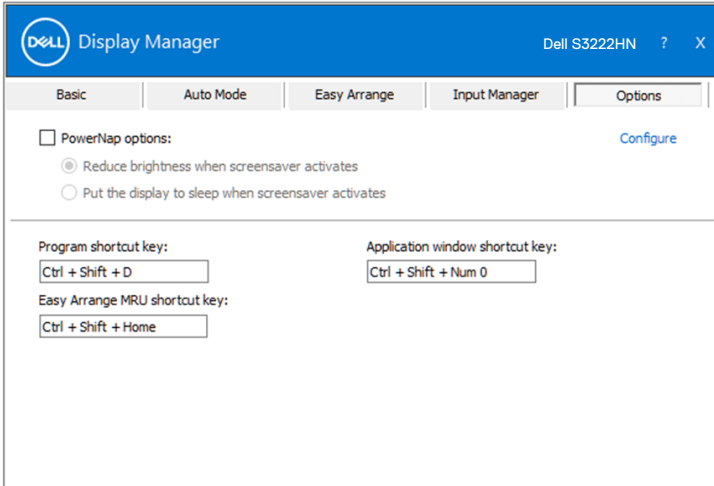 DELL Display Manager Dell S3222HN ? X
Basic Auto Mode Easy Arrange Input Manager Options
PowerNap options: Configure
Reduce brightness when screensaver activates
Put the display to sleep when screensaver activates
Program shortcut key: Application window shortcut key:
Ctrl + Shift + D Ctrl + Shift + Num 0
Easy Arrange MRU shortcut key:
Ctrl + Shift + Home